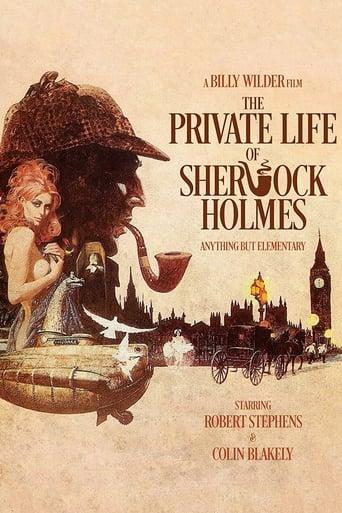 A BILLY WILDER FILM
THE
PRIVATE LIFE
OF
SHERLOCK
HOLMES
ANYTHING BUT ELEMENTARY
STARRING
ROBERT STEPHENS
&
COLIN BLAKELY